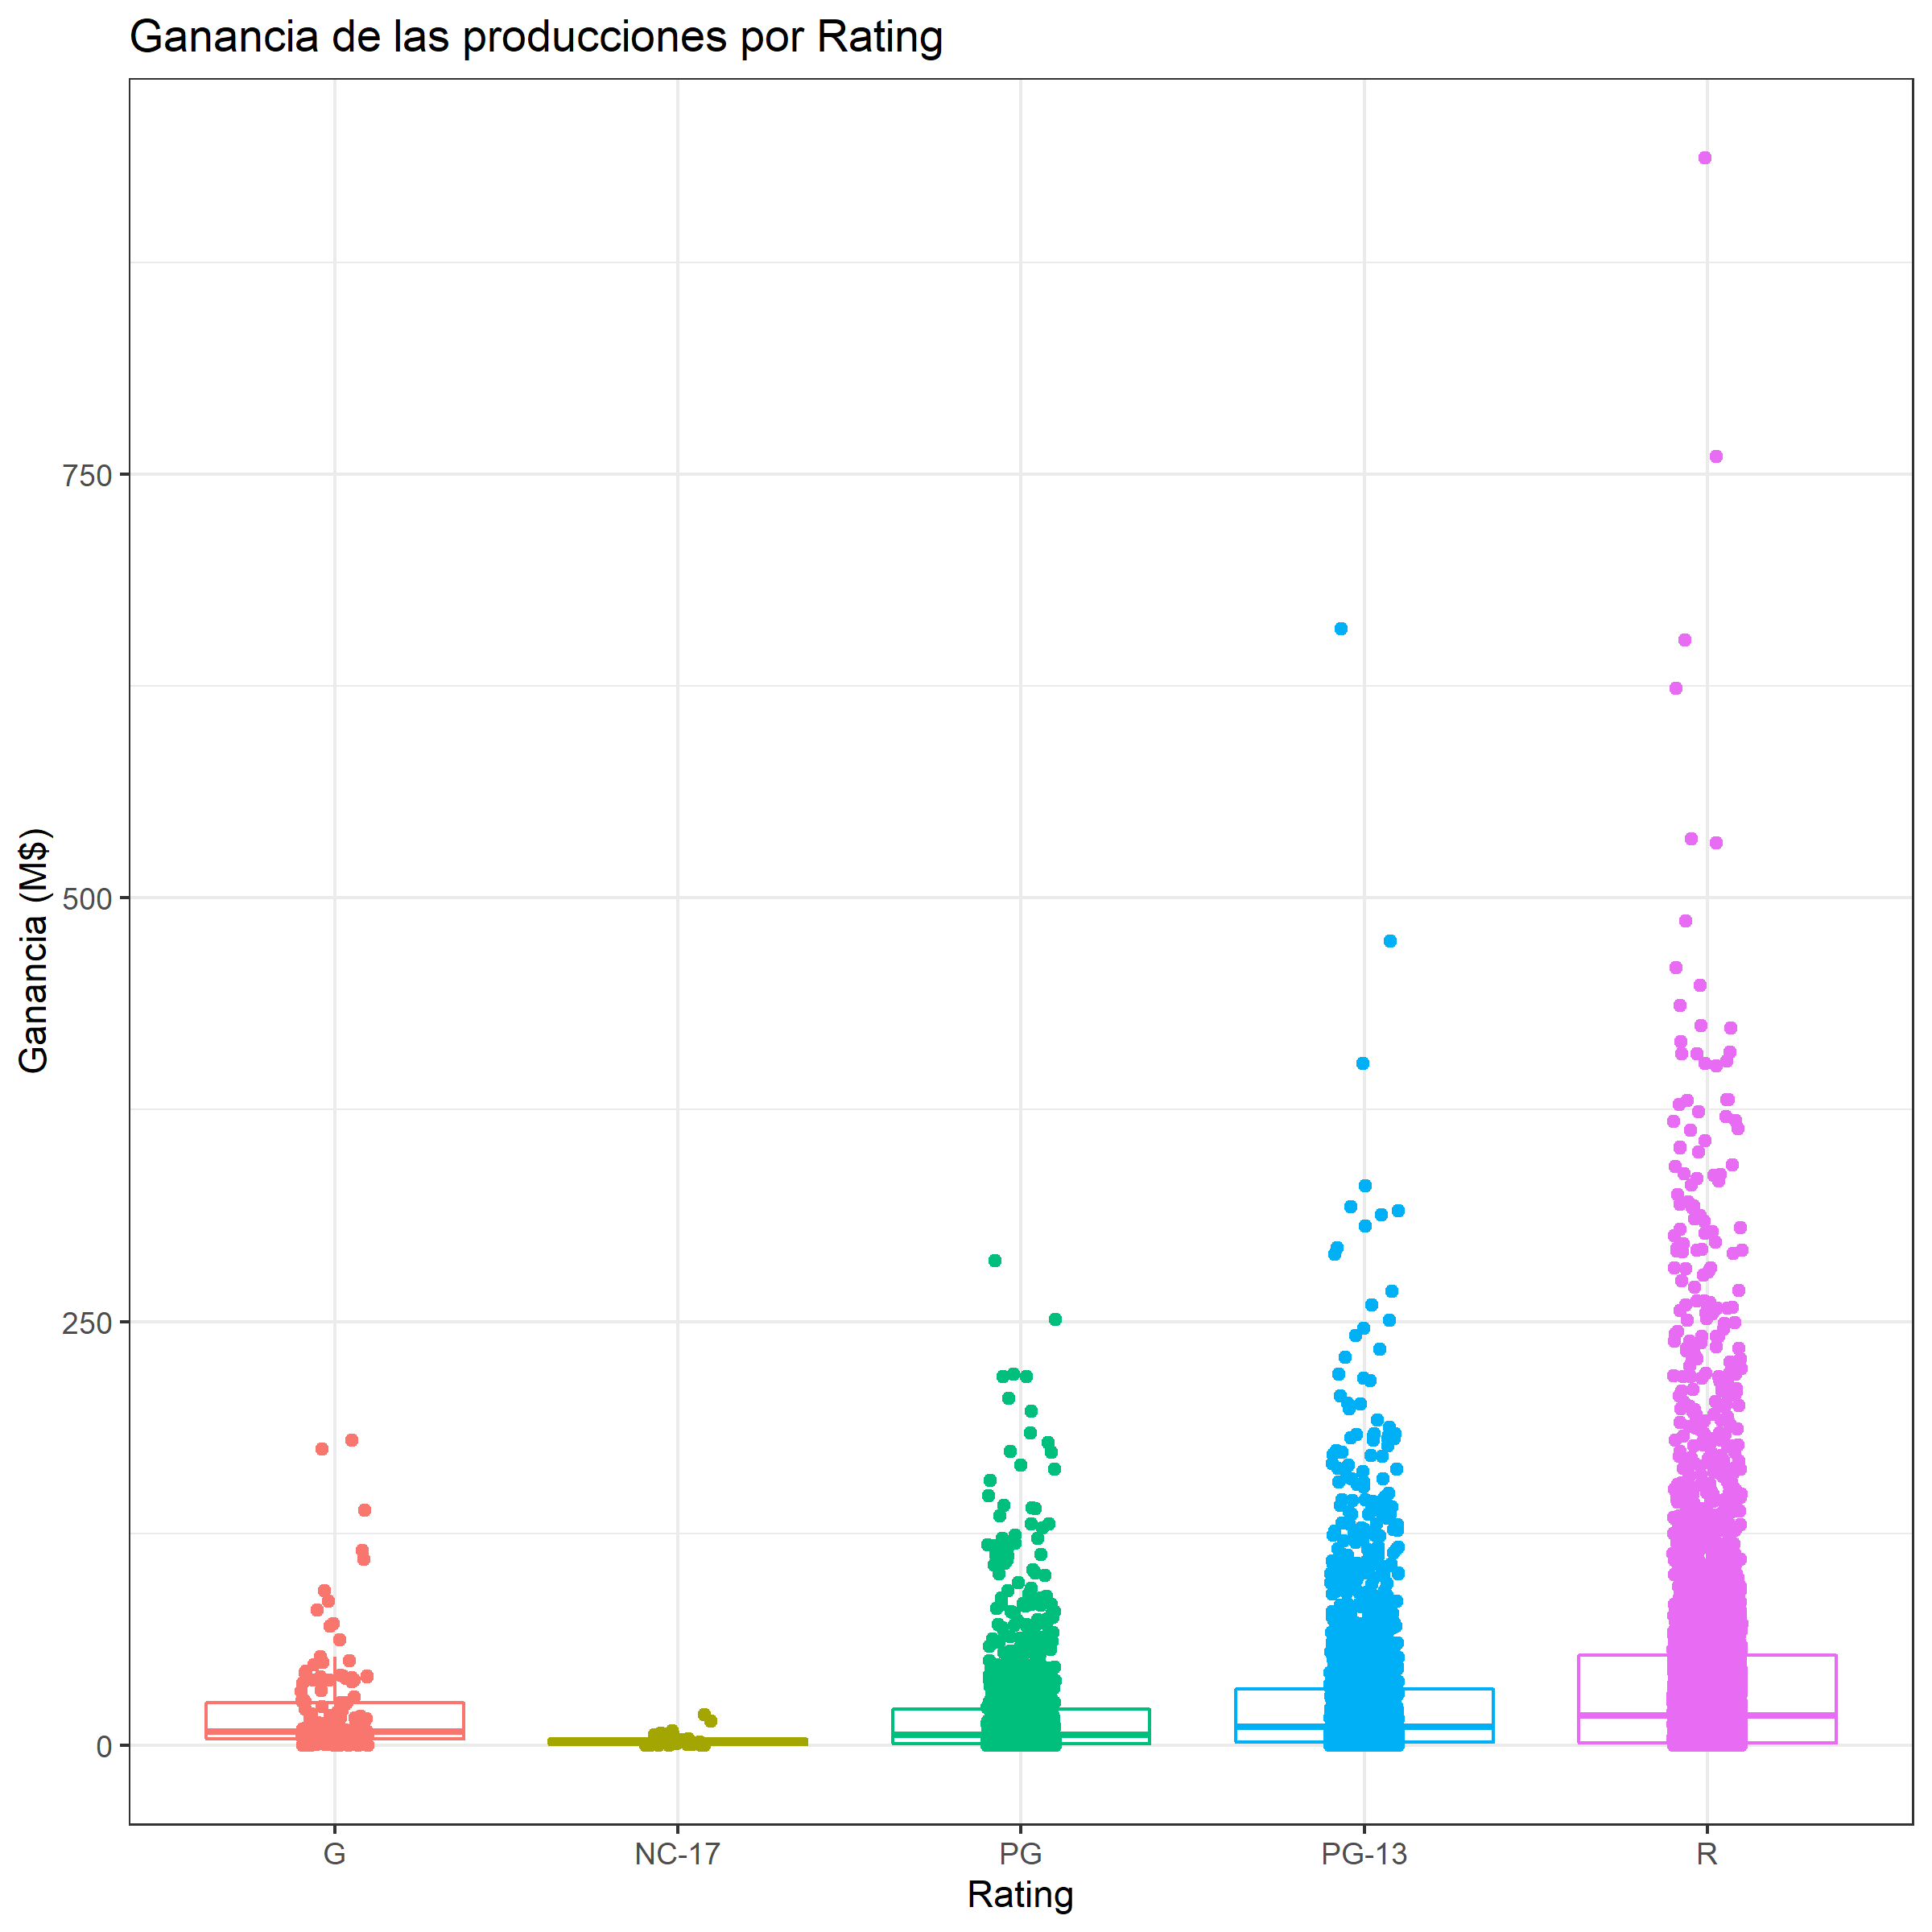 Ganancia de las producciones por Rating
Ganancia (M$)
750
500
250
0
G
NC-17
PG
PG-13
R
Rating